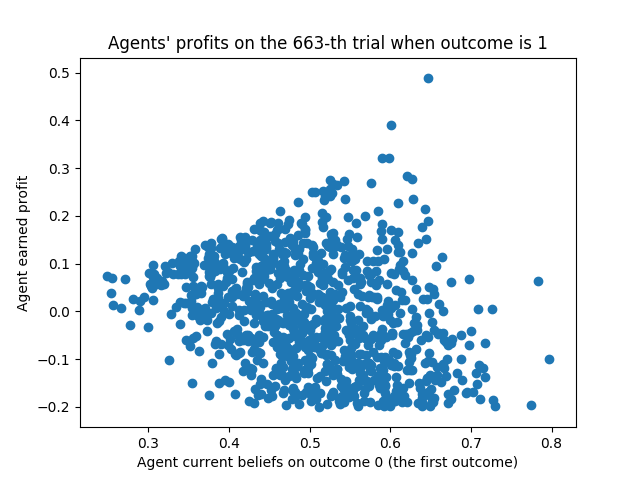 Agents' profits on the 663-th trial when outcome is 1
0.5
0.4
0.3
0.2
0.1
0.0
−0.1
−0.2
Agent earned profit
0.3 0.4 0.5 0.6 0.7 0.8
Agent current beliefs on outcome 0 (the first outcome)